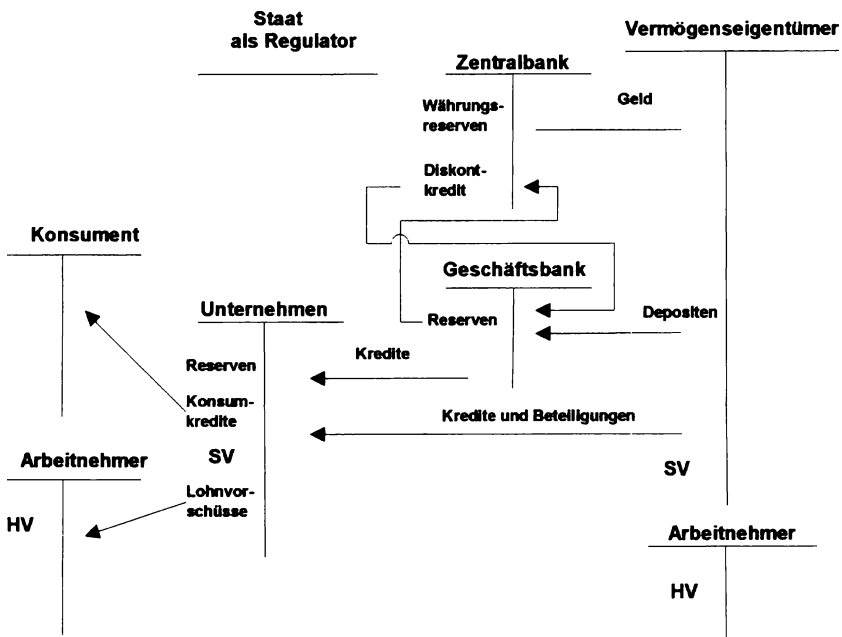 Staat
als Regulator
Vermögenseigentümer
Zentralbank
Währungs-
reserven
Geld
Diskont-
kredit
Konsument
Geschäftsbank
Unternehmen
Reserven
Depositen
Reserven
Kredite
Konsum-
kredite
Kredite und Beteiligungen
Arbeitnehmer
SV
SV
Lohnvor-
schüsse
HV
Arbeitnehmer
HV